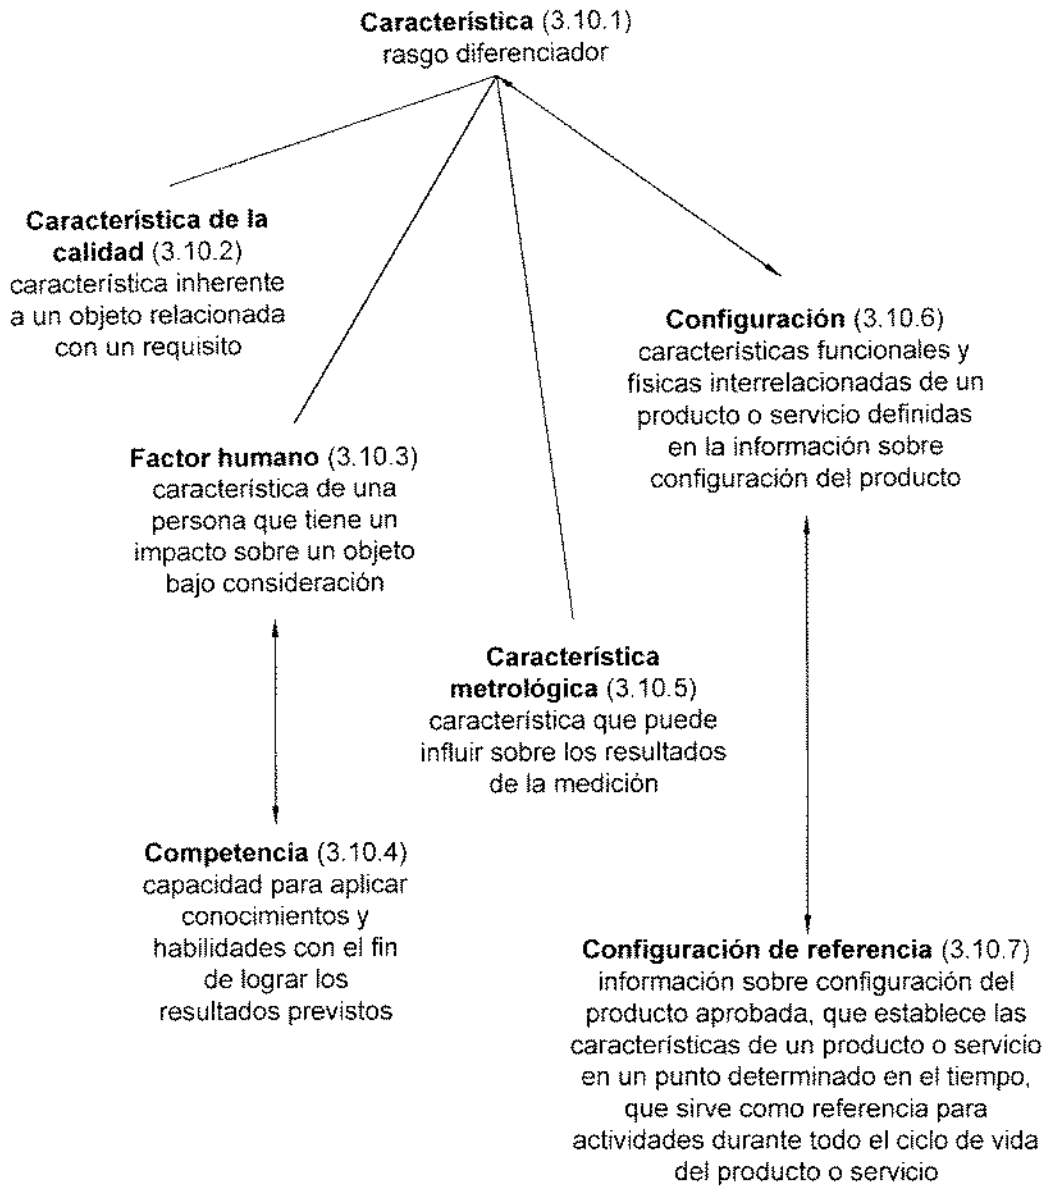 Característica (3.10.1)
rasgo diferenciador
Característica de la
calidad (3.10.2)
característica inherente
a un objeto relacionada
con un requisito
Factor humano (3.10.3)
característica de una
persona que tiene un
impacto sobre un objeto
bajo consideración
Competencia (3.10.4)
capacidad para aplicar
conocimientos y
habilidades con el fin
de lograr los
resultados previstos
Característica
metrológica (3.10.5)
característica que puede
influir sobre los resultados
de la medición
Configuración (3.10.6)
características funcionales y
físicas interrelacionadas de un
producto o servicio definidas
en la información sobre
configuración del producto
Configuración de referencia (3.10.7)
información sobre configuración del
producto aprobada, que establece las
características de un producto o servicio
en un punto determinado en el tiempo,
que sirve como referencia para
actividades durante todo el ciclo de vida
del producto o servicio